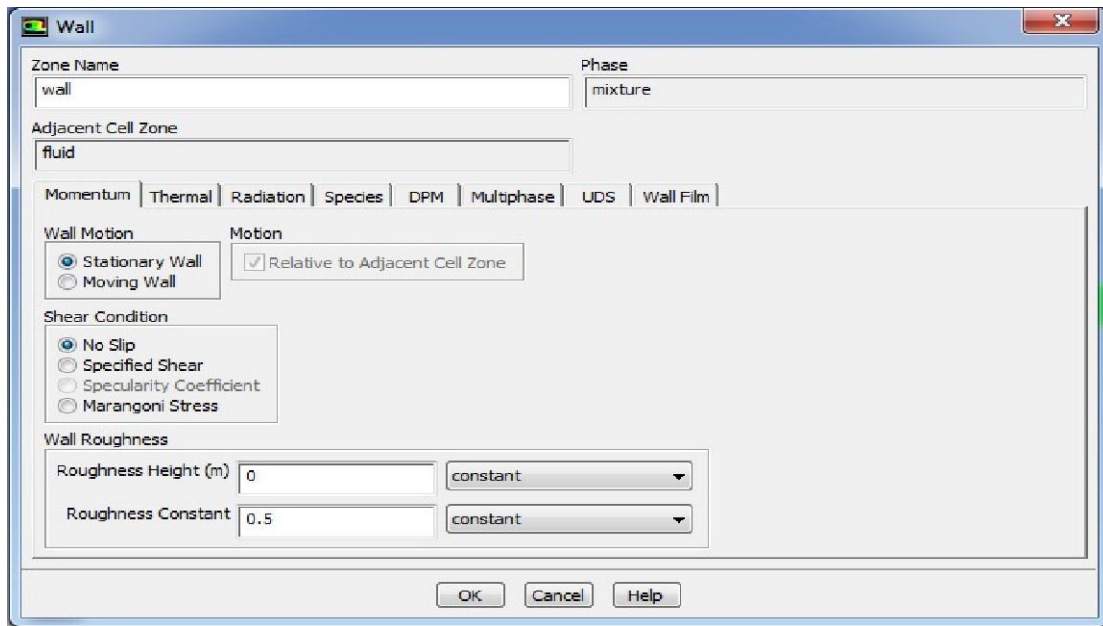 Wall
Zone Name Phase
wall mixture
Adjacent Cell Zone
fluid
Momentum Thermal Radiation Species DPM Multiphase UDS Wall Film
Wall Motion Motion
Stationary Wall Relative to Adjacent Cell Zone
Moving Wall
Shear Condition
No Slip
Specified Shear
Specularity Coefficient
Marangoni Stress
Wall Roughness
Roughness Height (m) 0 constant
Roughness Constant 0.5 constant
OK Cancel Help